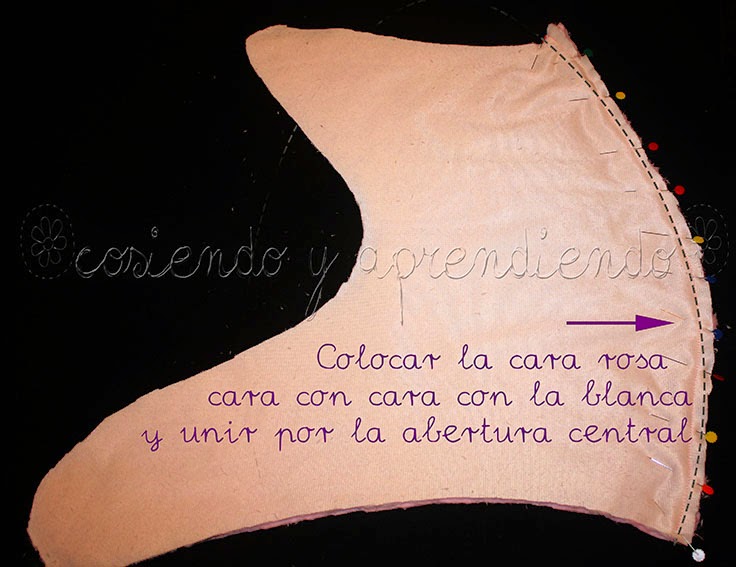 cosiendo y aprendiendo
Colocar la cara rosa
cara con cara con la blanca
y unir por la abertura central